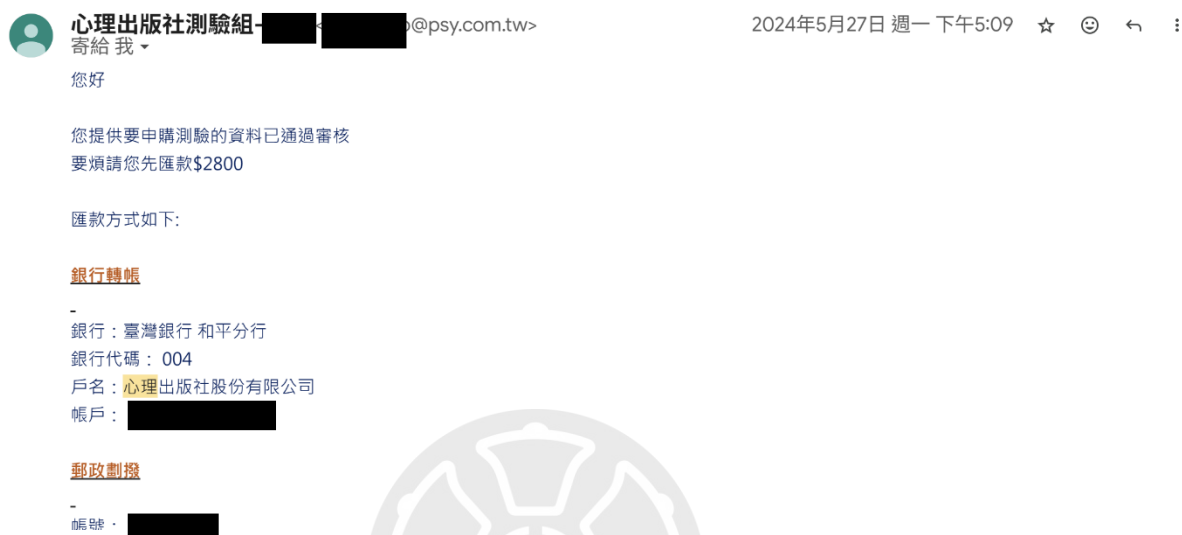 心理出版社測驗組-
@psy.com.tw>
2024年5月27日 週一 下午5:09
寄給 我
您好
您提供要申購測驗的資料已通過審核
要煩請您先匯款$2800
匯款方式如下:
銀行轉帳
銀行：臺灣銀行 和平分行
銀行代碼： 004
戶名：心理出版社股份有限公司
帳戶：
郵政劃撥
帳號：